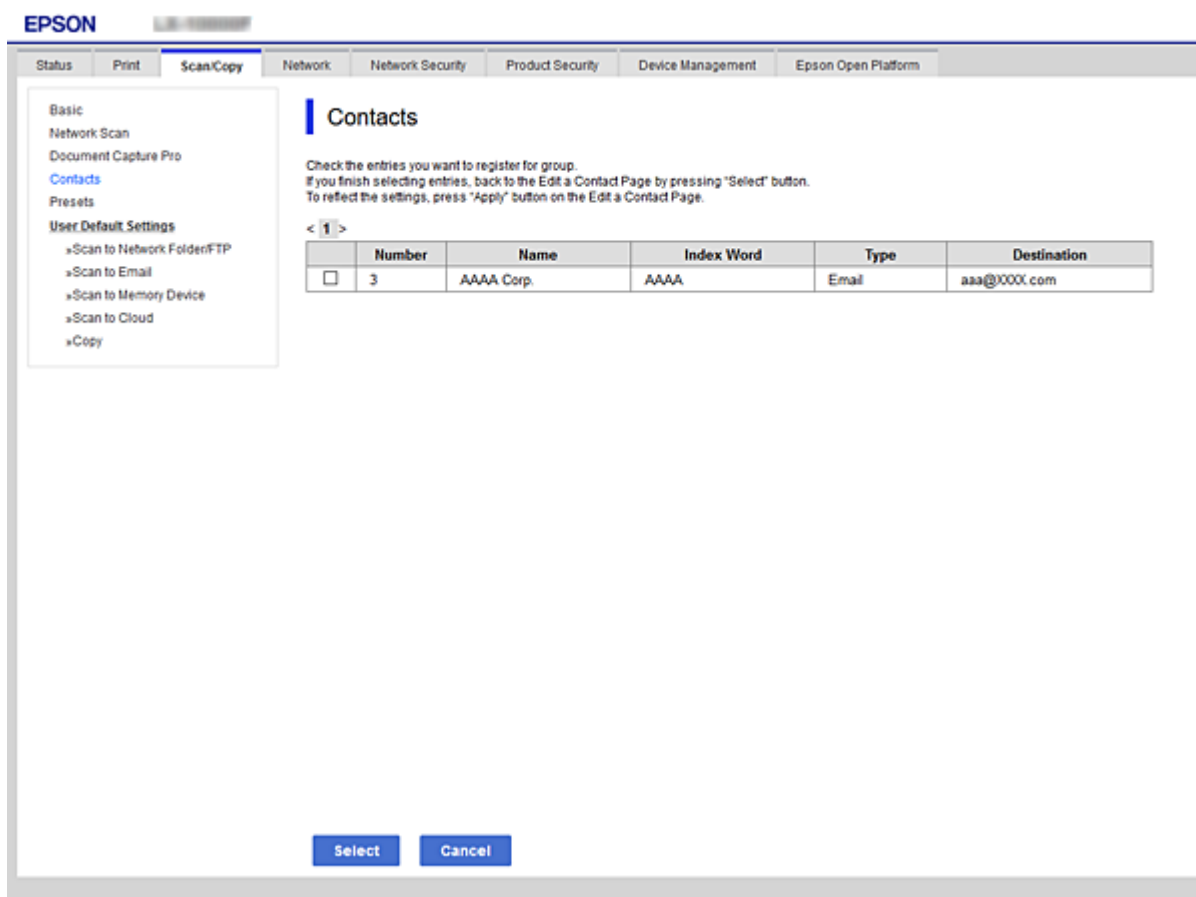 EPSON
Status Print Scan/Copy Network Network Security Product Security Device Management Epson Open Platform
Basic
Network Scan
Document Capture Pro
Contacts
Presets
User Default Settings
»Scan to Network Folder/FTP
»Scan to Email
»Scan to Memory Device
»Scan to Cloud
»Copy
Contacts
Check the entries you want to register for group.
If you finish selecting entries, back to the Edit a Contact Page by pressing "Select" button.
To reflect the settings, press "Apply" button on the Edit a Contact Page.
< 1 >
Number Name Index Word Type Destination
3 AAAA Corp. AAAA Email aaa@XXXX.com
Select Cancel